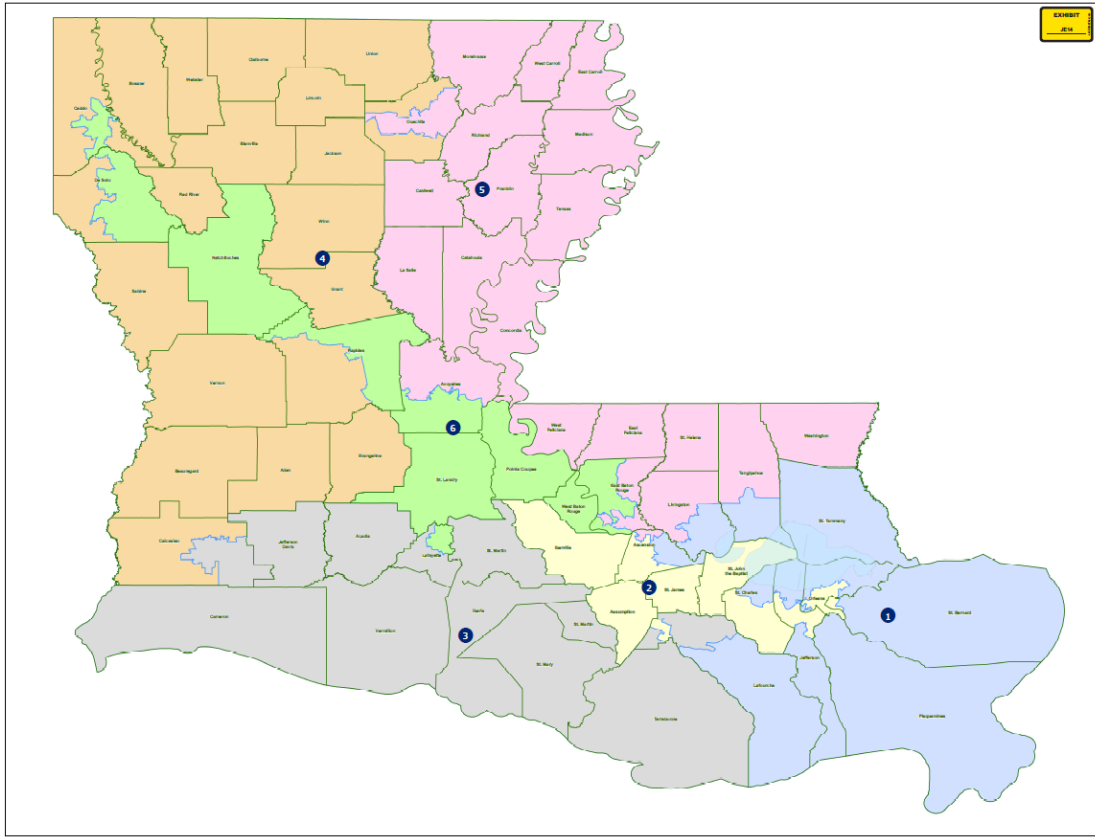 EXHIBIT
JE14
Union
Claiborne
Morehouse
West Carroll
East Carroll
Webster
Bossier
Lincoln
Caddo
Ouachita
Richland
Madison
Bienville
Jackson
De Soto
Red River
Caldwell
5
Franklin
Tensas
Winn
Natchitoches
4
Catahoula
La Salle
Sabine
Grant
Concordia
Rapides
Vernon
Avoyelles
6
West
Feliciana
East
Feliciana
St. Helena
Washington
Evangeline
Beauregard
Allen
Pointe Coupee
Tangipahoa
St. Landry
East Baton
Rouge
West Baton
Rouge
Livingston
St. Tammany
Calcasieu
Jefferson
Davis
Acadia
Lafayette
St. Martin
Iberville
Ascension
St. John
the Baptist
2
St. James
St. Charles
Orleans
Cameron
Vermilion
Iberia
Assumption
1
St. Bernard
St. Martin
3
Jefferson
St. Mary
Lafourche
Terrebonne
Plaquemines